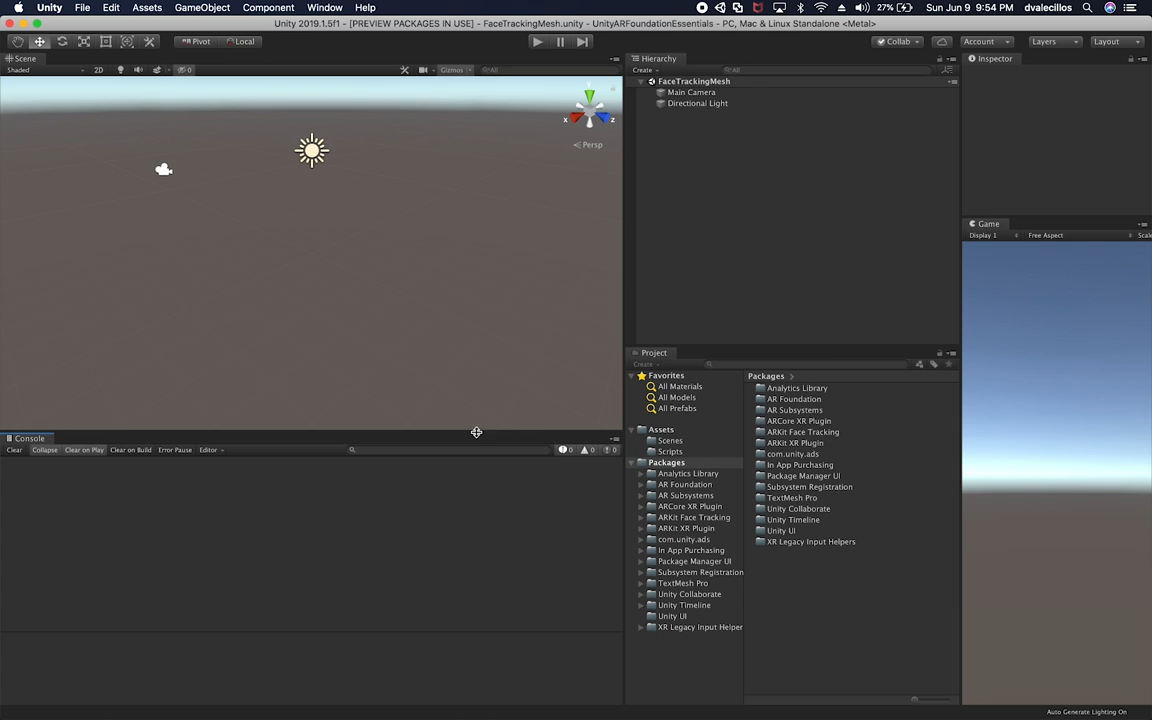 Unity File Edit Assets GameObject Component Window Help 27% Sun Jun 9 9:54 PM dvalecillos
Unity 2019.1.5f1 - [PREVIEW PACKAGES IN USE] - FaceTrackingMesh.unity - UnityARFoundationEssentials - PC, Mac & Linux Standalone <Metal>
Pivot Local Collab Account Layers Layout
Scene
Shaded 2D 0 Gizmos All
x z
Persp
Hierarchy
Create All
FaceTrackingMesh
Main Camera
Directional Light
Inspector
Game
Display 1 Free Aspect Scale
Project
Create
Favorites
All Materials
All Models
All Prefabs
Assets
Scenes
Scripts
Packages
Analytics Library
AR Foundation
AR Subsystems
ARCore XR Plugin
ARKit Face Tracking
ARKit XR Plugin
com.unity.ads
In App Purchasing
Package Manager UI
Subsystem Registration
TextMesh Pro
Unity Collaborate
Unity Timeline
Unity UI
XR Legacy Input Helper
Packages
Analytics Library
AR Foundation
AR Subsystems
ARCore XR Plugin
ARKit Face Tracking
ARKit XR Plugin
com.unity.ads
In App Purchasing
Package Manager UI
Subsystem Registration
TextMesh Pro
Unity Collaborate
Unity Timeline
Unity UI
XR Legacy Input Helpers
Console
Clear Collapse Clear on Play Clear on Build Error Pause Editor 0 0 0
Auto Generate Lighting On